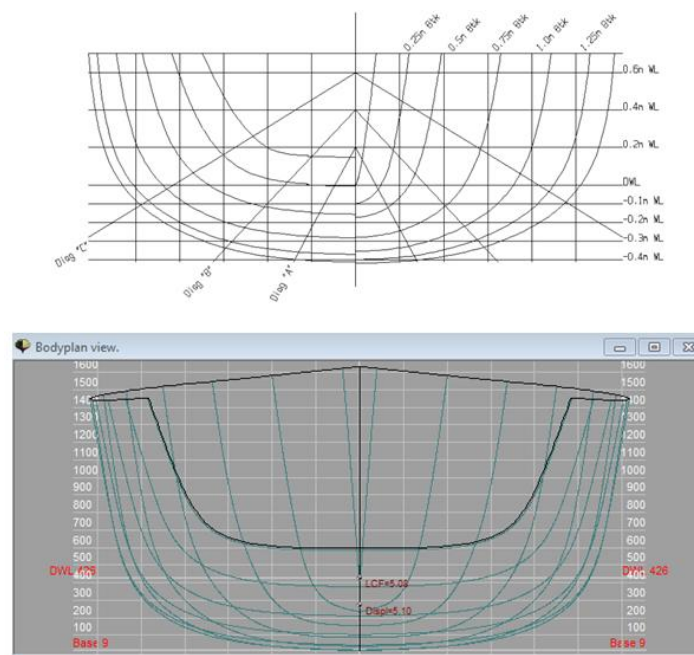 0.25m Btk
0.5m Btk
0.75m Btk
1.0m Btk
1.25m Btk
0.6m WL
0.4m WL
0.2m WL
DWL
-0.1m WL
-0.2m WL
-0.3m WL
-0.4m WL
Diag "C"
Diag "B"
Diag "A"
Bodyplan view.
1600 1600
1500 1500
1400 1400
1300 1300
1200 1200
1100 1100
1000 1000
900 900
800 800
700 700
600 600
500 500
DWL 426 400 400 DWL 426
LCF=5.09
300 300
Displ=5.10
200 200
100 100
Base 9 Base 9